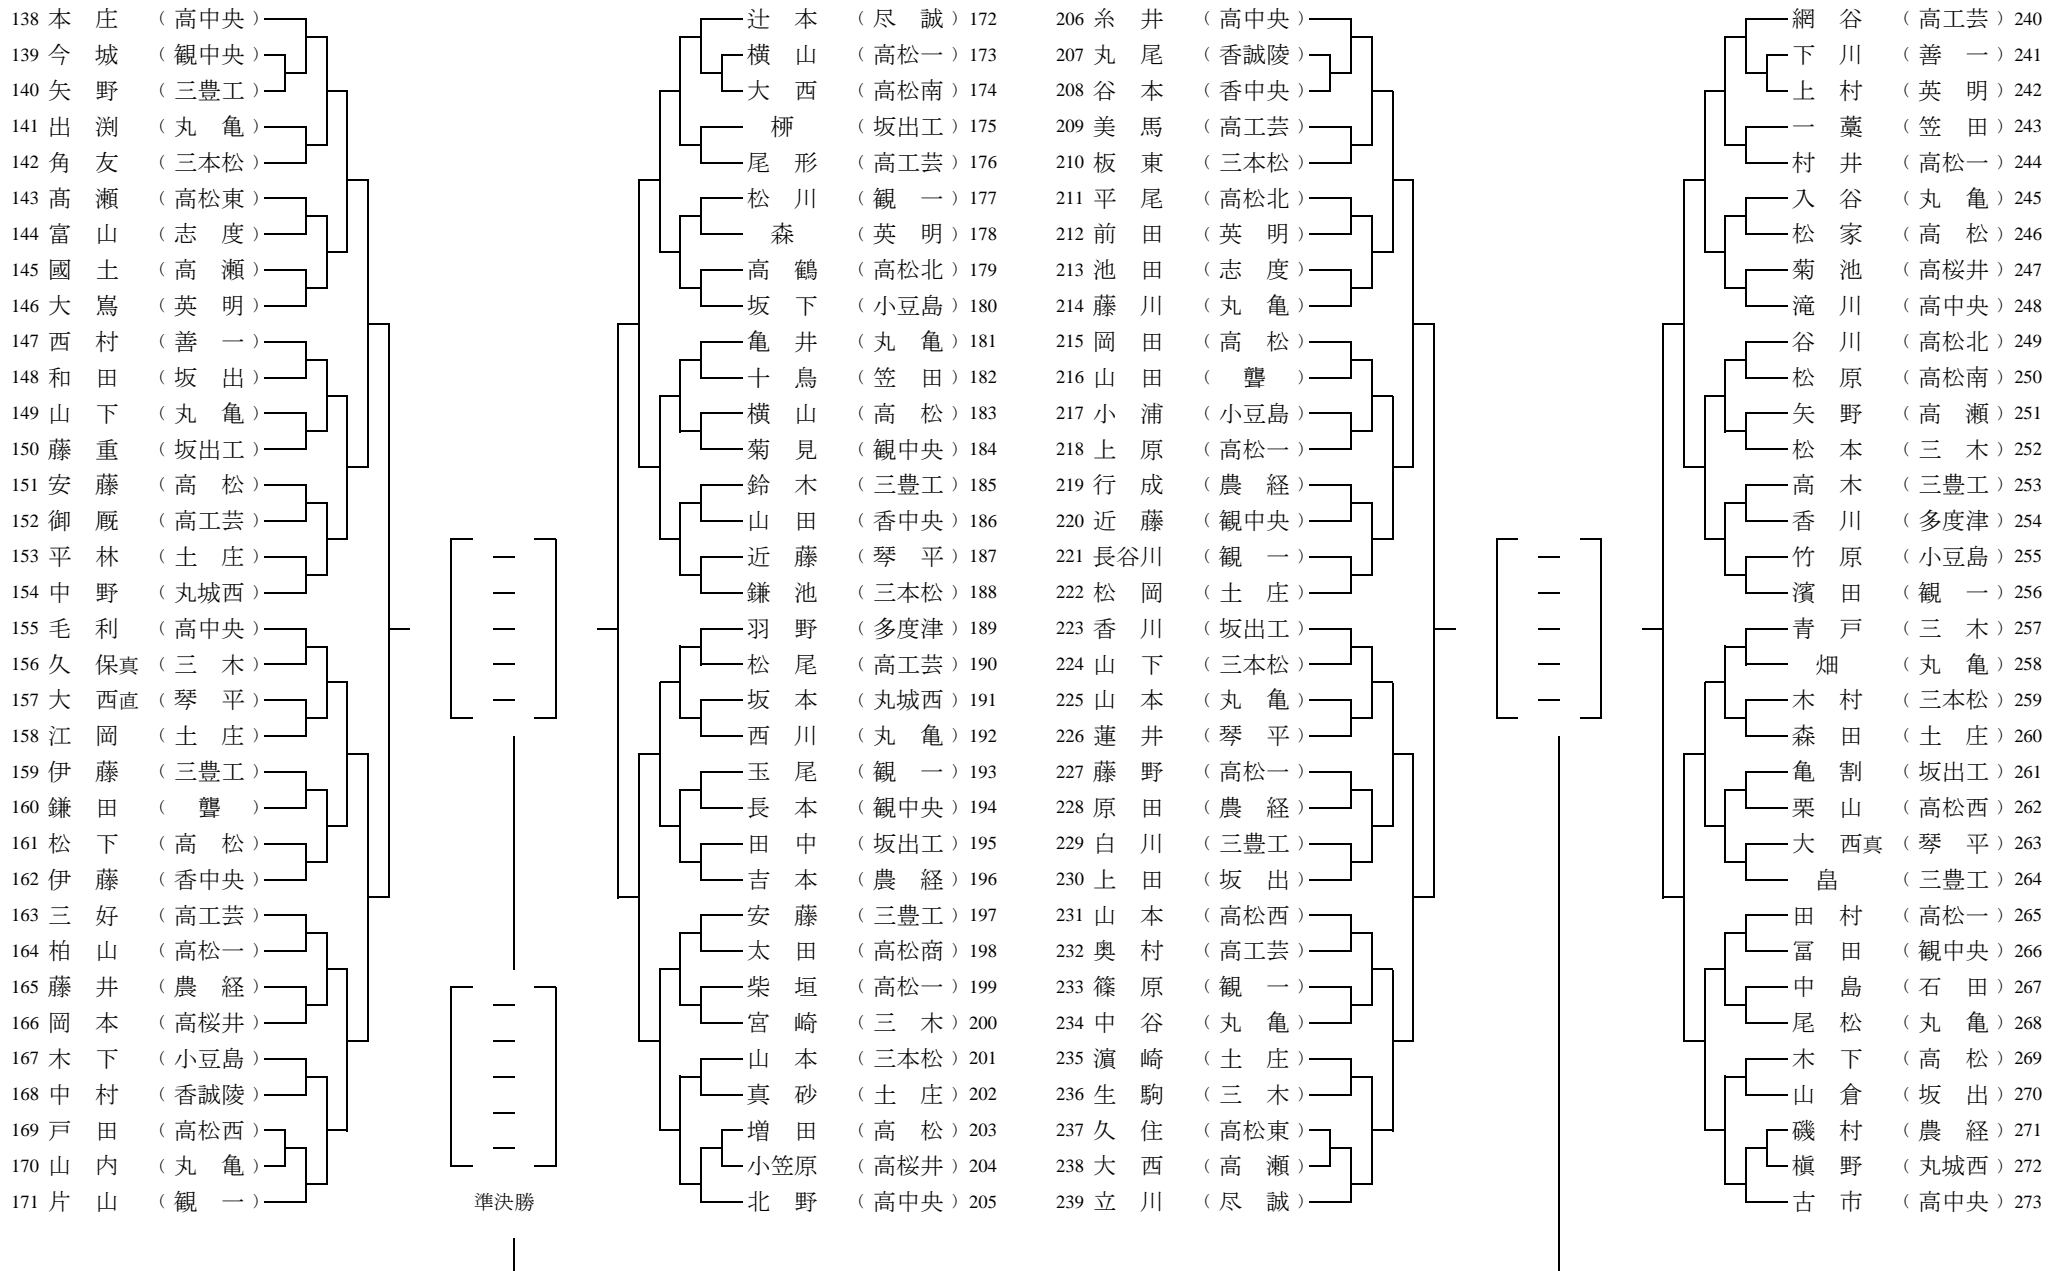 138 本 庄 （高中央）
139 今 城 （観中央）
140 矢 野 （三豊工）
141 出 渕 （丸 亀）
142 角 友 （三本松）
143 髙 瀬 （高松東）
144 富 山 （志 度）
145 國 土 （高 瀬）
146 大 嶌 （英 明）
147 西 村 （善 一）
148 和 田 （坂 出）
149 山 下 （丸 亀）
150 藤 重 （坂出工）
151 安 藤 （高 松）
152 御 厩 （高工芸）
153 平 林 （土 庄）
154 中 野 （丸城西）
155 毛 利 （高中央）
156 久 保真 （三 木）
157 大 西直 （琴 平）
158 江 岡 （土 庄）
159 伊 藤 （三豊工）
160 鎌 田 （ 聾 ）
161 松 下 （高 松）
162 伊 藤 （香中央）
163 三 好 （高工芸）
164 柏 山 （高松一）
165 藤 井 （農 経）
166 岡 本 （高桜井）
167 木 下 （小豆島）
168 中 村 （香誠陵）
169 戸 田 （高松西）
170 山 内 （丸 亀）
171 片 山 （観 一）
準決勝
辻 本 （尽 誠）172
横 山 （高松一）173
大 西 （高松南）174
桺 （坂出工）175
尾 形 （高工芸）176
松 川 （観 一）177
森 （英 明）178
高 鶴 （高松北）179
坂 下 （小豆島）180
亀 井 （丸 亀）181
十 鳥 （笠 田）182
横 山 （高 松）183
菊 見 （観中央）184
鈴 木 （三豊工）185
山 田 （香中央）186
近 藤 （琴 平）187
鎌 池 （三本松）188
羽 野 （多度津）189
松 尾 （高工芸）190
坂 本 （丸城西）191
西 川 （丸 亀）192
玉 尾 （観 一）193
長 本 （観中央）194
田 中 （坂出工）195
吉 本 （農 経）196
安 藤 （三豊工）197
太 田 （高松商）198
柴 垣 （高松一）199
宮 崎 （三 木）200
山 本 （三本松）201
真 砂 （土 庄）202
増 田 （高 松）203
小笠原 （高桜井）204
北 野 （高中央）205
206 糸 井 （高中央）
207 丸 尾 （香誠陵）
208 谷 本 （香中央）
209 美 馬 （高工芸）
210 板 東 （三本松）
211 平 尾 （高松北）
212 前 田 （英 明）
213 池 田 （志 度）
214 藤 川 （丸 亀）
215 岡 田 （高 松）
216 山 田 （ 聾 ）
217 小 浦 （小豆島）
218 上 原 （高松一）
219 行 成 （農 経）
220 近 藤 （観中央）
221 長谷川 （観 一）
222 松 岡 （土 庄）
223 香 川 （坂出工）
224 山 下 （三本松）
225 山 本 （丸 亀）
226 蓮 井 （琴 平）
227 藤 野 （高松一）
228 原 田 （農 経）
229 白 川 （三豊工）
230 上 田 （坂 出）
231 山 本 （高松西）
232 奥 村 （高工芸）
233 篠 原 （観 一）
234 中 谷 （丸 亀）
235 濵 崎 （土 庄）
236 生 駒 （三 木）
237 久 住 （高松東）
238 大 西 （高 瀬）
239 立 川 （尽 誠）
網 谷 （高工芸）240
下 川 （善 一）241
上 村 （英 明）242
一 藁 （笠 田）243
村 井 （高松一）244
入 谷 （丸 亀）245
松 家 （高 松）246
菊 池 （高桜井）247
滝 川 （高中央）248
谷 川 （高松北）249
松 原 （高松南）250
矢 野 （高 瀬）251
松 本 （三 木）252
高 木 （三豊工）253
香 川 （多度津）254
竹 原 （小豆島）255
濱 田 （観 一）256
青 戸 （三 木）257
畑 （丸 亀）258
木 村 （三本松）259
森 田 （土 庄）260
亀 割 （坂出工）261
栗 山 （高松西）262
大 西真 （琴 平）263
畠 （三豊工）264
田 村 （高松一）265
冨 田 （観中央）266
中 島 （石 田）267
尾 松 （丸 亀）268
木 下 （高 松）269
山 倉 （坂 出）270
磯 村 （農 経）271
槇 野 （丸城西）272
古 市 （高中央）273